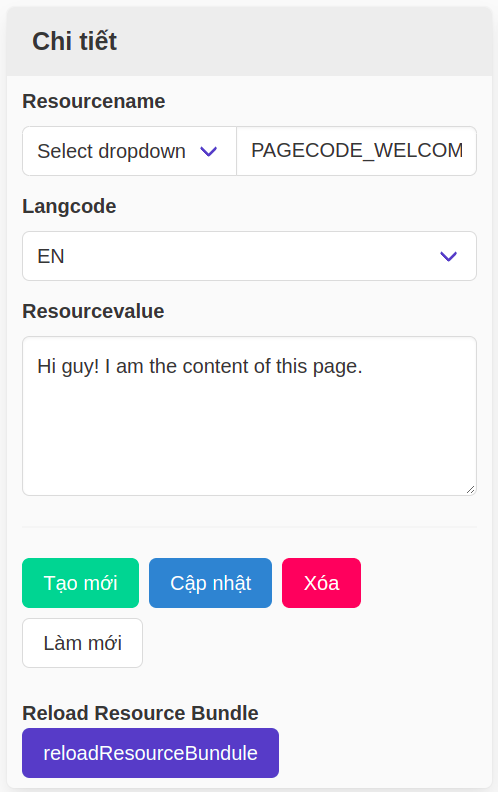 Chi tiết
Resourcename
Select dropdown PAGECODE_WELCOM
Langcode
EN
Resourcevalue
Hi guy! I am the content of this page.
Tạo mới Cập nhật Xóa
Làm mới
Reload Resource Bundle
reloadResourceBundule